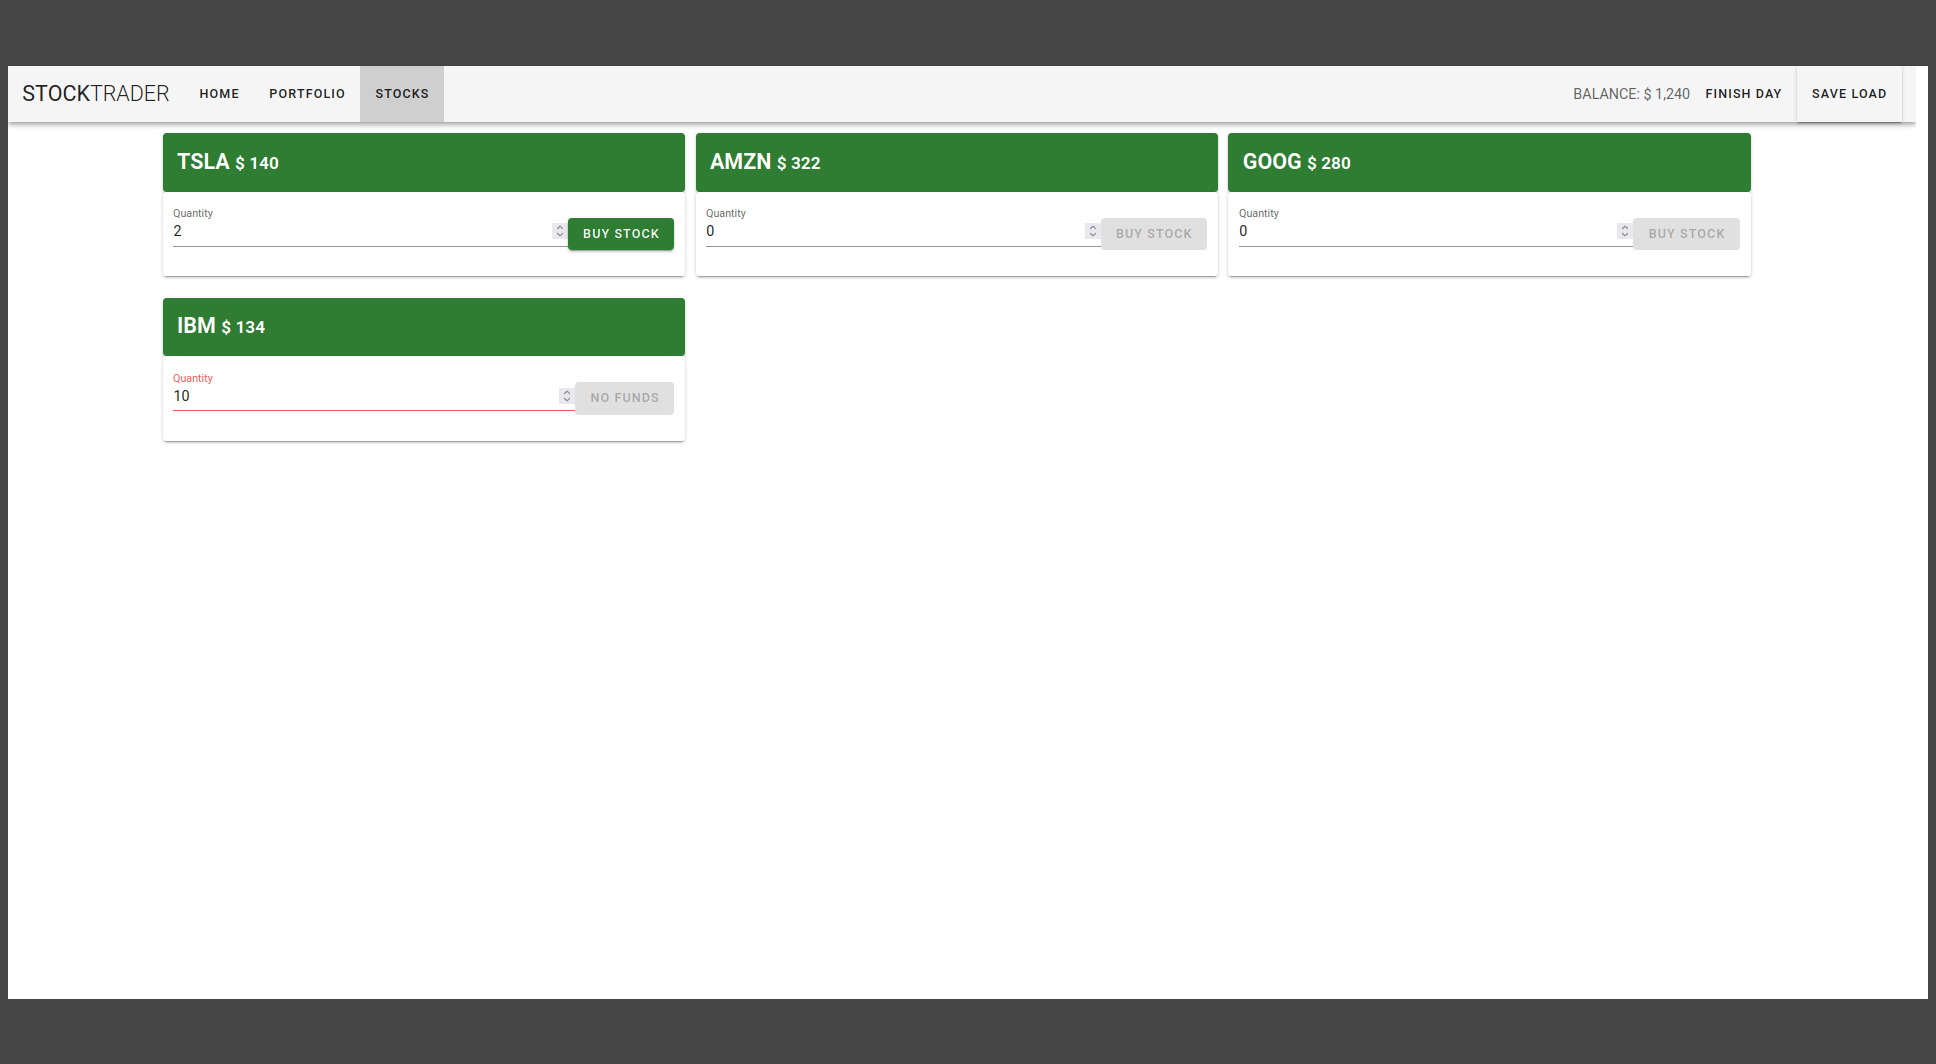 STOCKTRADER HOME PORTFOLIO STOCKS BALANCE: $ 1,240 FINISH DAY SAVE LOAD
TSLA $ 140
Quantity
2 BUY STOCK
AMZN $ 322
Quantity
0 BUY STOCK
GOOG $ 280
Quantity
0 BUY STOCK
IBM $ 134
Quantity
10 NO FUNDS